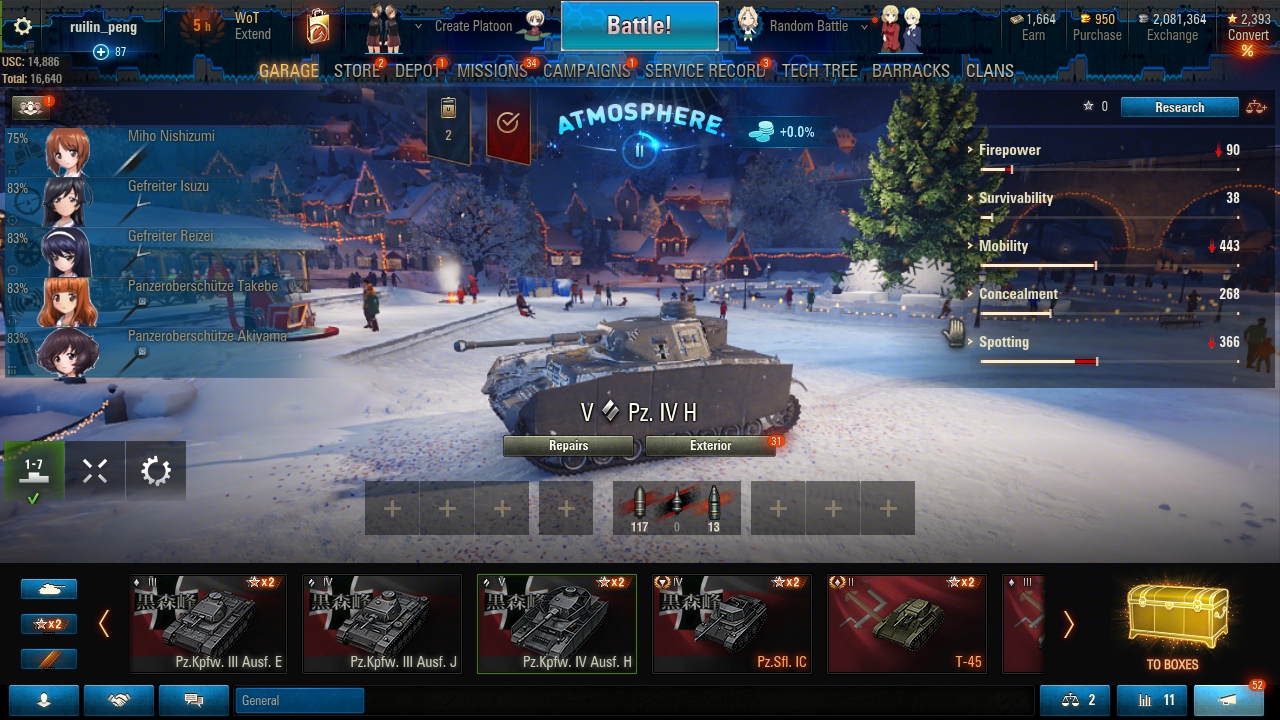 ruilin_peng
87
5 h
WoT
Extend
Create Platoon
Battle!
Random Battle
1,664
Earn
950
Purchase
2,081,364
Exchange
2,393
Convert
%
USC: 14,886
Total: 16,640
GARAGE
STORE 2
DEPOT 1
MISSIONS 34
CAMPAIGNS 1
SERVICE RECORD 3
TECH TREE
BARRACKS
CLANS
!
2
ATMOSPHERE
II
+0.0%
0
Research
75%
Miho Nishizumi
83%
Gefreiter Isuzu
83%
Gefreiter Reizei
83%
Panzeroberschütze Takebe
83%
Panzeroberschütze Akiyama
Firepower 90
Survivability 38
Mobility 443
Concealment 268
Spotting 366
V Pz. IV H
Repairs
Exterior
31
1-7
117
0
13
x2
III
x2
黒森峰
Pz.Kpfw. III Ausf. E
IV
x2
黒森峰
Pz.Kpfw. III Ausf. J
V
x2
黒森峰
Pz.Kpfw. IV Ausf. H
IV
x2
黒森峰
Pz.Sfl. IC
II
x2
T-45
III
TO BOXES
General
2
11
52